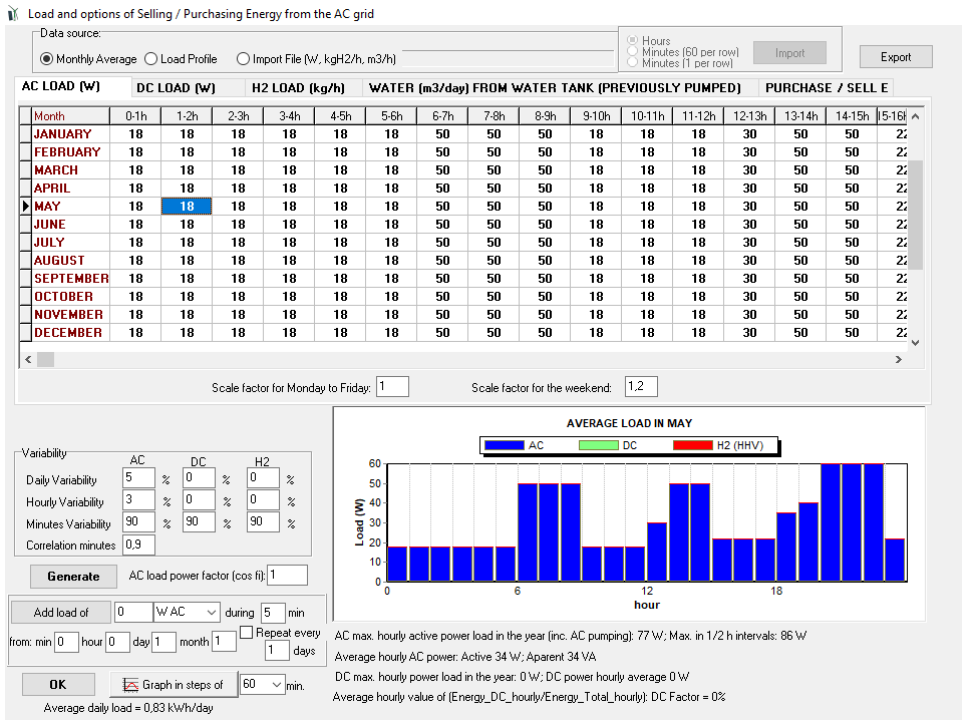 Load and options of Selling / Purchasing Energy from the AC grid
Data source:
Monthly Average Load Profile Import File (W, kgH2/h, m3/h)
Hours
Minutes (60 per row)
Minutes (1 per row)
Import
Export
AC LOAD (W) DC LOAD (W) H2 LOAD (kg/h) WATER (m3/day) FROM WATER TANK (PREVIOUSLY PUMPED) PURCHASE / SELL E
Month 0-1h 1-2h 2-3h 3-4h 4-5h 5-6h 6-7h 7-8h 8-9h 9-10h 10-11h 11-12h 12-13h 13-14h 14-15h 15-16h
JANUARY 18 18 18 18 18 18 50 50 50 18 18 18 30 50 50 22
FEBRUARY 18 18 18 18 18 18 50 50 50 18 18 18 30 50 50 22
MARCH 18 18 18 18 18 18 50 50 50 18 18 18 30 50 50 22
APRIL 18 18 18 18 18 18 50 50 50 18 18 18 30 50 50 22
MAY 18 18 18 18 18 18 50 50 50 18 18 18 30 50 50 22
JUNE 18 18 18 18 18 18 50 50 50 18 18 18 30 50 50 22
JULY 18 18 18 18 18 18 50 50 50 18 18 18 30 50 50 22
AUGUST 18 18 18 18 18 18 50 50 50 18 18 18 30 50 50 22
SEPTEMBER 18 18 18 18 18 18 50 50 50 18 18 18 30 50 50 22
OCTOBER 18 18 18 18 18 18 50 50 50 18 18 18 30 50 50 22
NOVEMBER 18 18 18 18 18 18 50 50 50 18 18 18 30 50 50 22
DECEMBER 18 18 18 18 18 18 50 50 50 18 18 18 30 50 50 22
Scale factor for Monday to Friday: 1 Scale factor for the weekend: 1,2
Variability
AC DC H2
Daily Variability 5 % 0 % 0 %
Hourly Variability 3 % 0 % 0 %
Minutes Variability 90 % 90 % 90 %
Correlation minutes 0,9
Generate AC load power factor (cos fi): 1
Add load of 0 W AC during 5 min
from: min 0 hour 0 day 1 month 1 Repeat every
1 days
OK Graph in steps of 60 min.
Average daily load = 0,83 kWh/day
AVERAGE LOAD IN MAY
AC DC H2 (HHV)
Load (W)
60
50
40
30
20
10
0
0 6 12 18
hour
AC max. hourly active power load in the year (inc. AC pumping): 77 W; Max. in 1/2 h intervals: 86 W
Average hourly AC power: Active 34 W; Aparent 34 VA
DC max. hourly power load in the year: 0 W; DC power hourly average 0 W
Average hourly value of (Energy_DC_hourly/Energy_Total_hourly): DC Factor = 0%